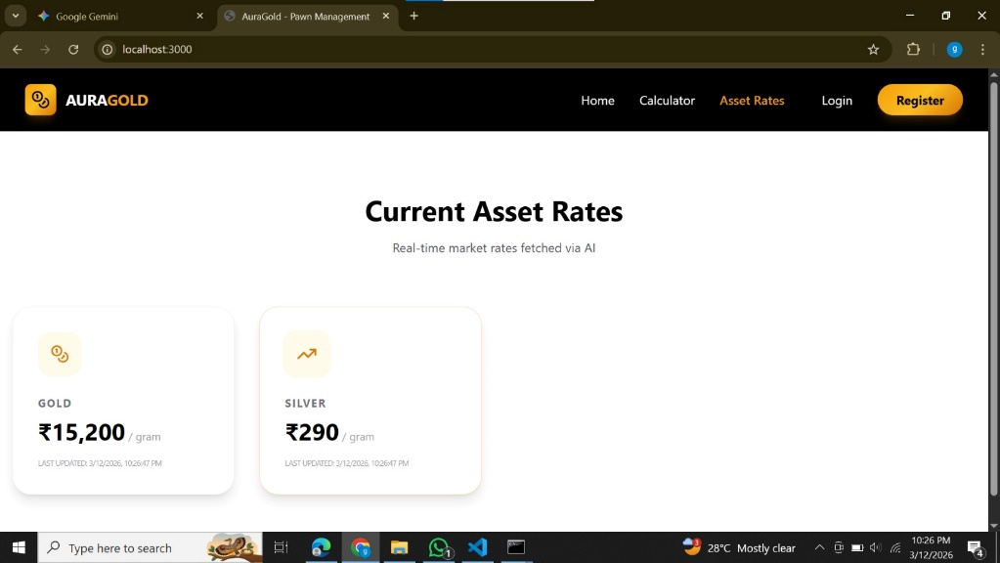 Google Gemini
AuraGold - Pawn Management
localhost:3000
g
AURAGOLD
Home Calculator Asset Rates Login Register
Current Asset Rates
Real-time market rates fetched via AI
GOLD
₹15,200 / gram
LAST UPDATED: 3/12/2026, 10:26:47 PM
SILVER
₹290 / gram
LAST UPDATED: 3/12/2026, 10:26:47 PM
Type here to search
1
3
28°C Mostly clear
10:26 PM
3/12/2026
4